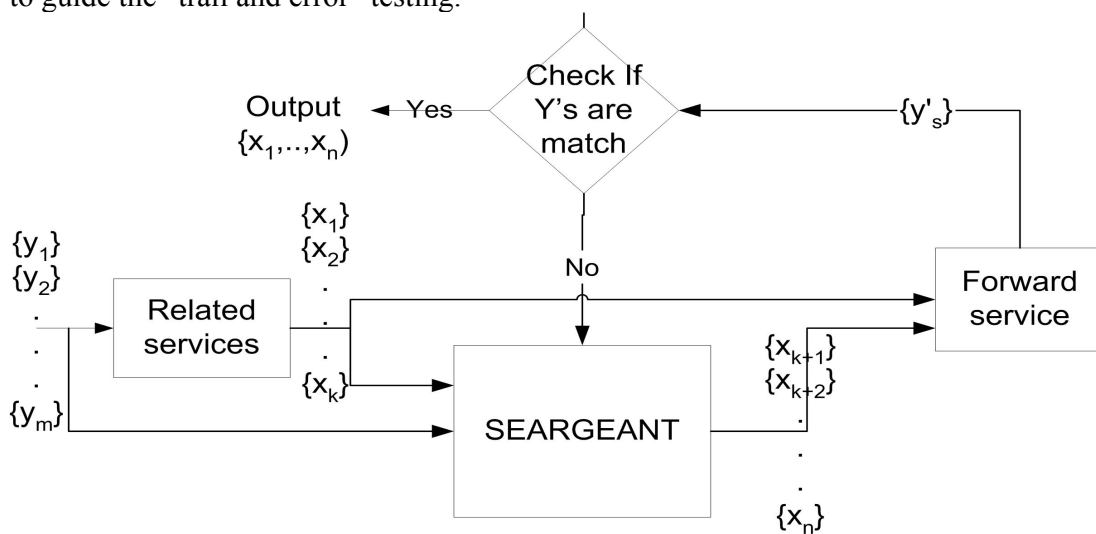 to guide the "trail and error" testing.
Check If
Y's are
match
Output
{x1,..,xn)
Yes
{y's}
{y1}
{y2}
.
.
.
.
{ym}
Related
services
{x1}
{x2}
.
.
.
.
{xk}
No
SEARGEANT
{xk+1}
{xk+2}
.
.
.
{xn}
Forward
service